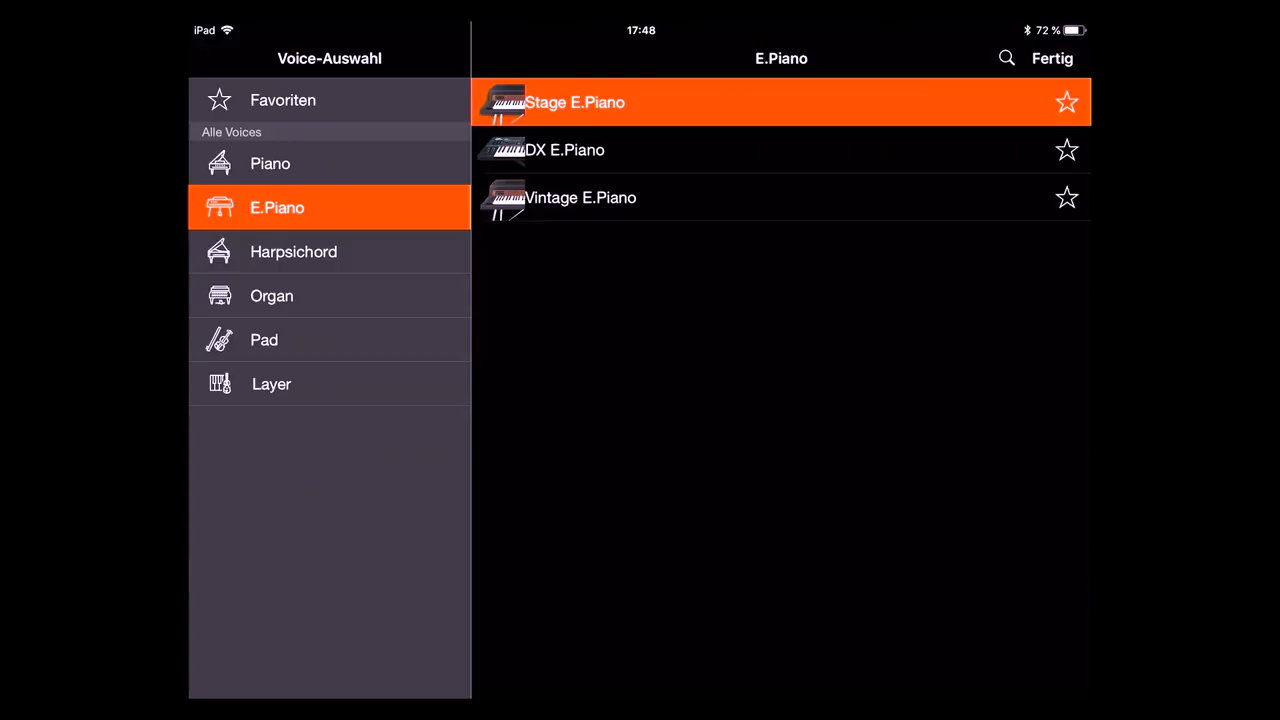 iPad
17:48
72 %
Voice-Auswahl
E.Piano
Fertig
Favoriten
Alle Voices
Piano
E.Piano
Harpsichord
Organ
Pad
Layer
Stage E.Piano
DX E.Piano
Vintage E.Piano